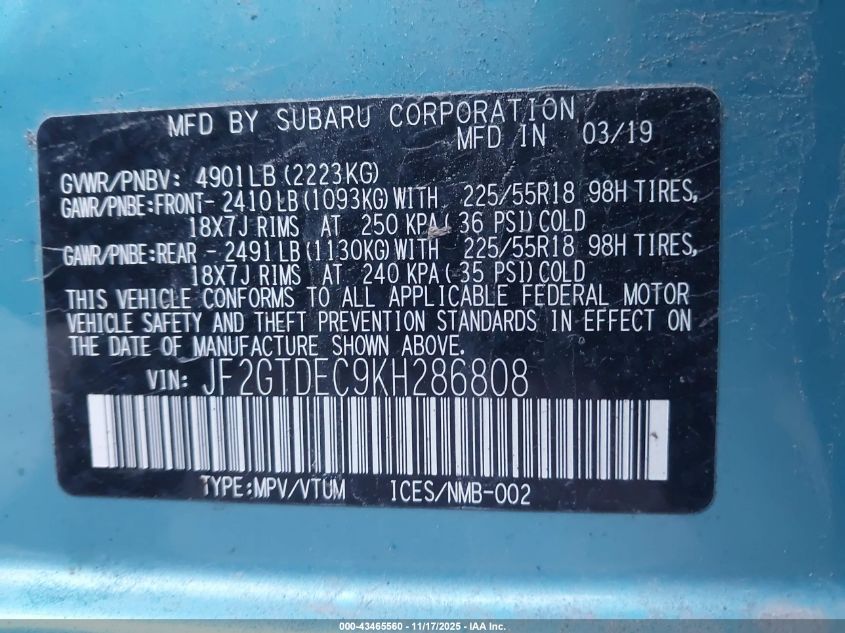 MFD BY SUBARU CORPORATION
MFD IN 03/19
GVWR/PNBV: 4901LB (2223KG)
GAWR/PNBE:FRONT- 2410LB (1093KG) WITH 225/55R18 98H TIRES,
18X7J RIMS AT 250 KPA( 36 PSI) COLD
GAWR/PNBE:REAR - 2491LB (1130KG) WITH 225/55R18 98H TIRES,
18X7J RIMS AT 240 KPA( 35 PSI) COLD
THIS VEHICLE CONFORMS TO ALL APPLICABLE FEDERAL MOTOR
VEHICLE SAFETY AND THEFT PREVENTION STANDARDS IN EFFECT ON
THE DATE OF MANUFACTURE SHOWN ABOVE.
VIN: JF2GTDEC9KH286808
TYPE:MPV/VTUM ICES/NMB-002
000-43465560 - 11/17/2025 - IAA Inc.